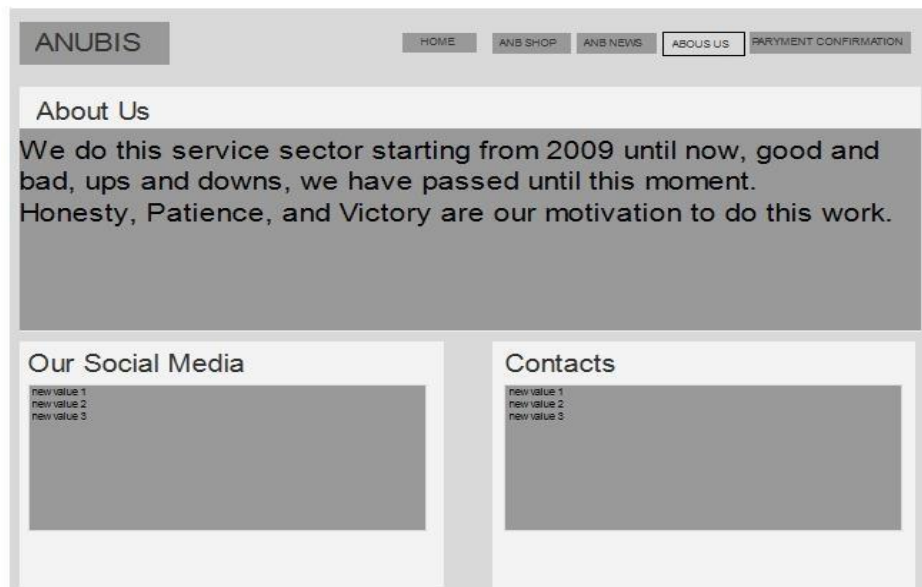 ANUBIS
HOME
ANB SHOP
ANB NEWS
ABOUS US
PARYMENT CONFIRMATION
About Us
We do this service sector starting from 2009 until now, good and
bad, ups and downs, we have passed until this moment.
Honesty, Patience, and Victory are our motivation to do this work.
Our Social Media
new value 1
new value 2
new value 3
Contacts
new value 1
new value 2
new value 3